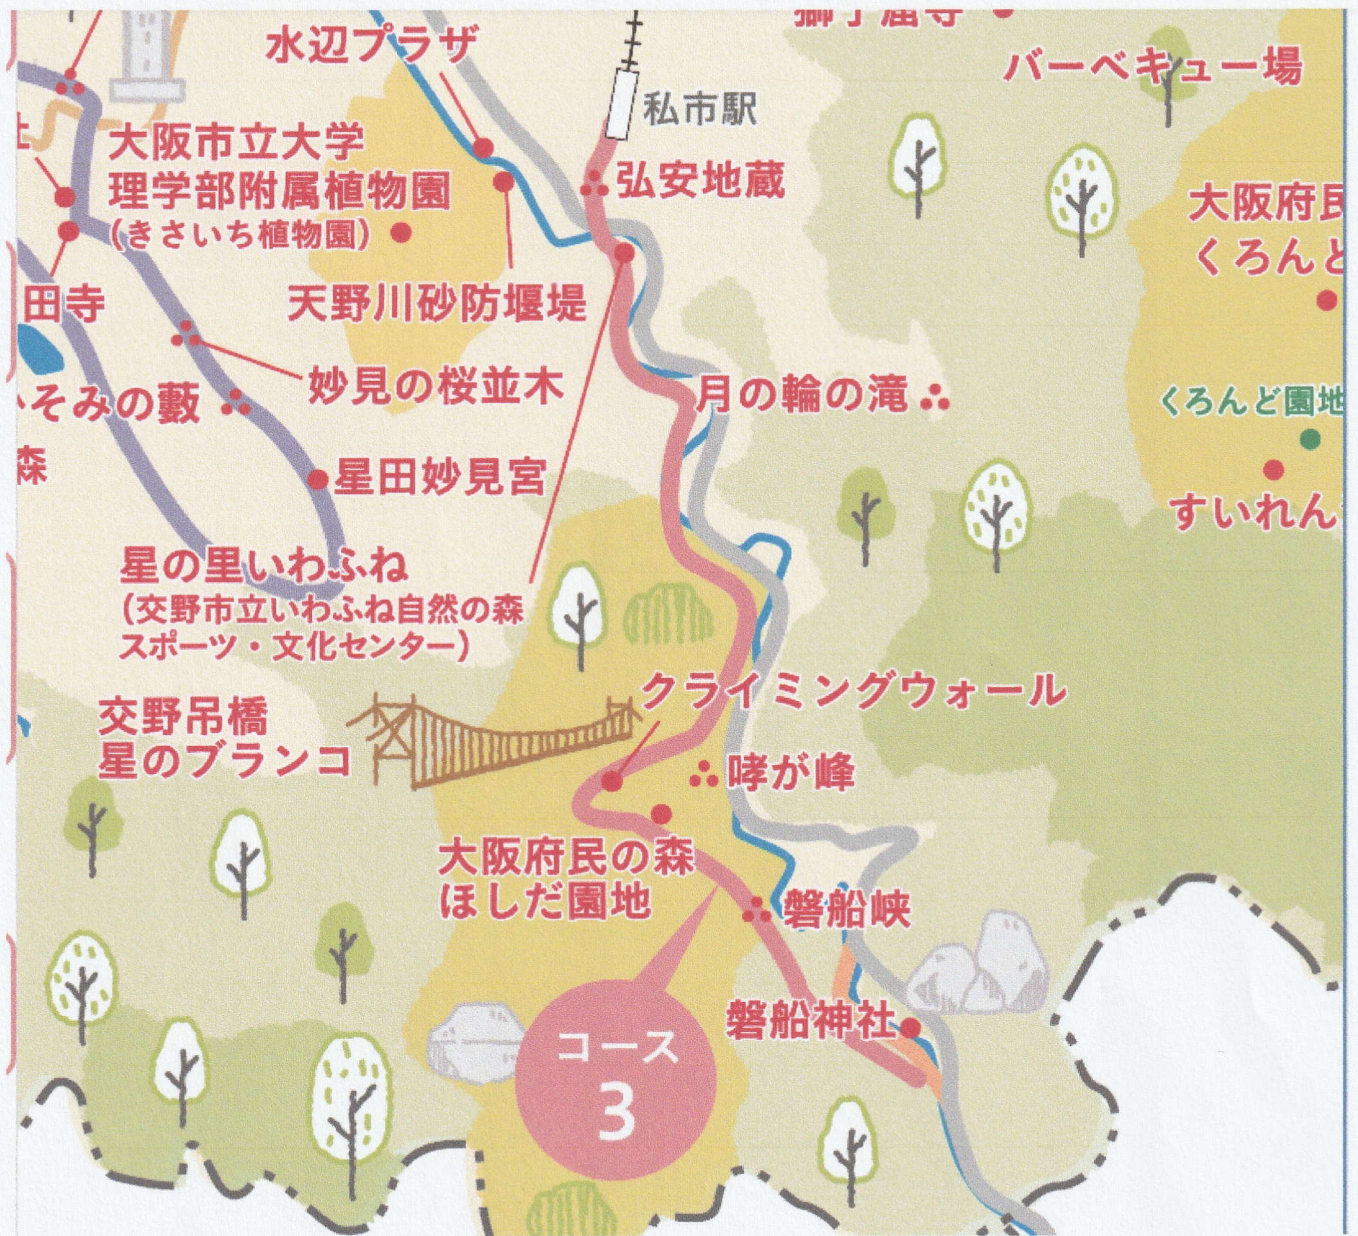 水辺プラザ
バーベキュー場
私市駅
大阪市立大学
理学部附属植物園
(きさいち植物園)
弘安地蔵
大阪府民
くろんど
天野川砂防堰堤
田寺
妙見の桜並木
そみの藪
月の輪の滝
くろんど園地
森
星田妙見宮
すいれん
星の里いわふね
(交野市立いわふね自然の森
スポーツ・文化センター)
クライミングウォール
交野吊橋
星のブランコ
哮が峰
大阪府民の森
ほしだ園地
磐船峡
磐船神社
コース
3